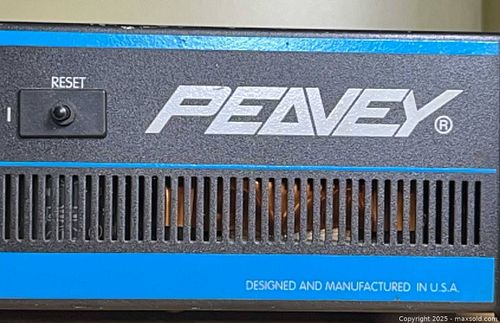 RESET
I
PEAVEY®
DESIGNED AND MANUFACTURED IN U.S.A.
Copyright 2025 - maxsold.com